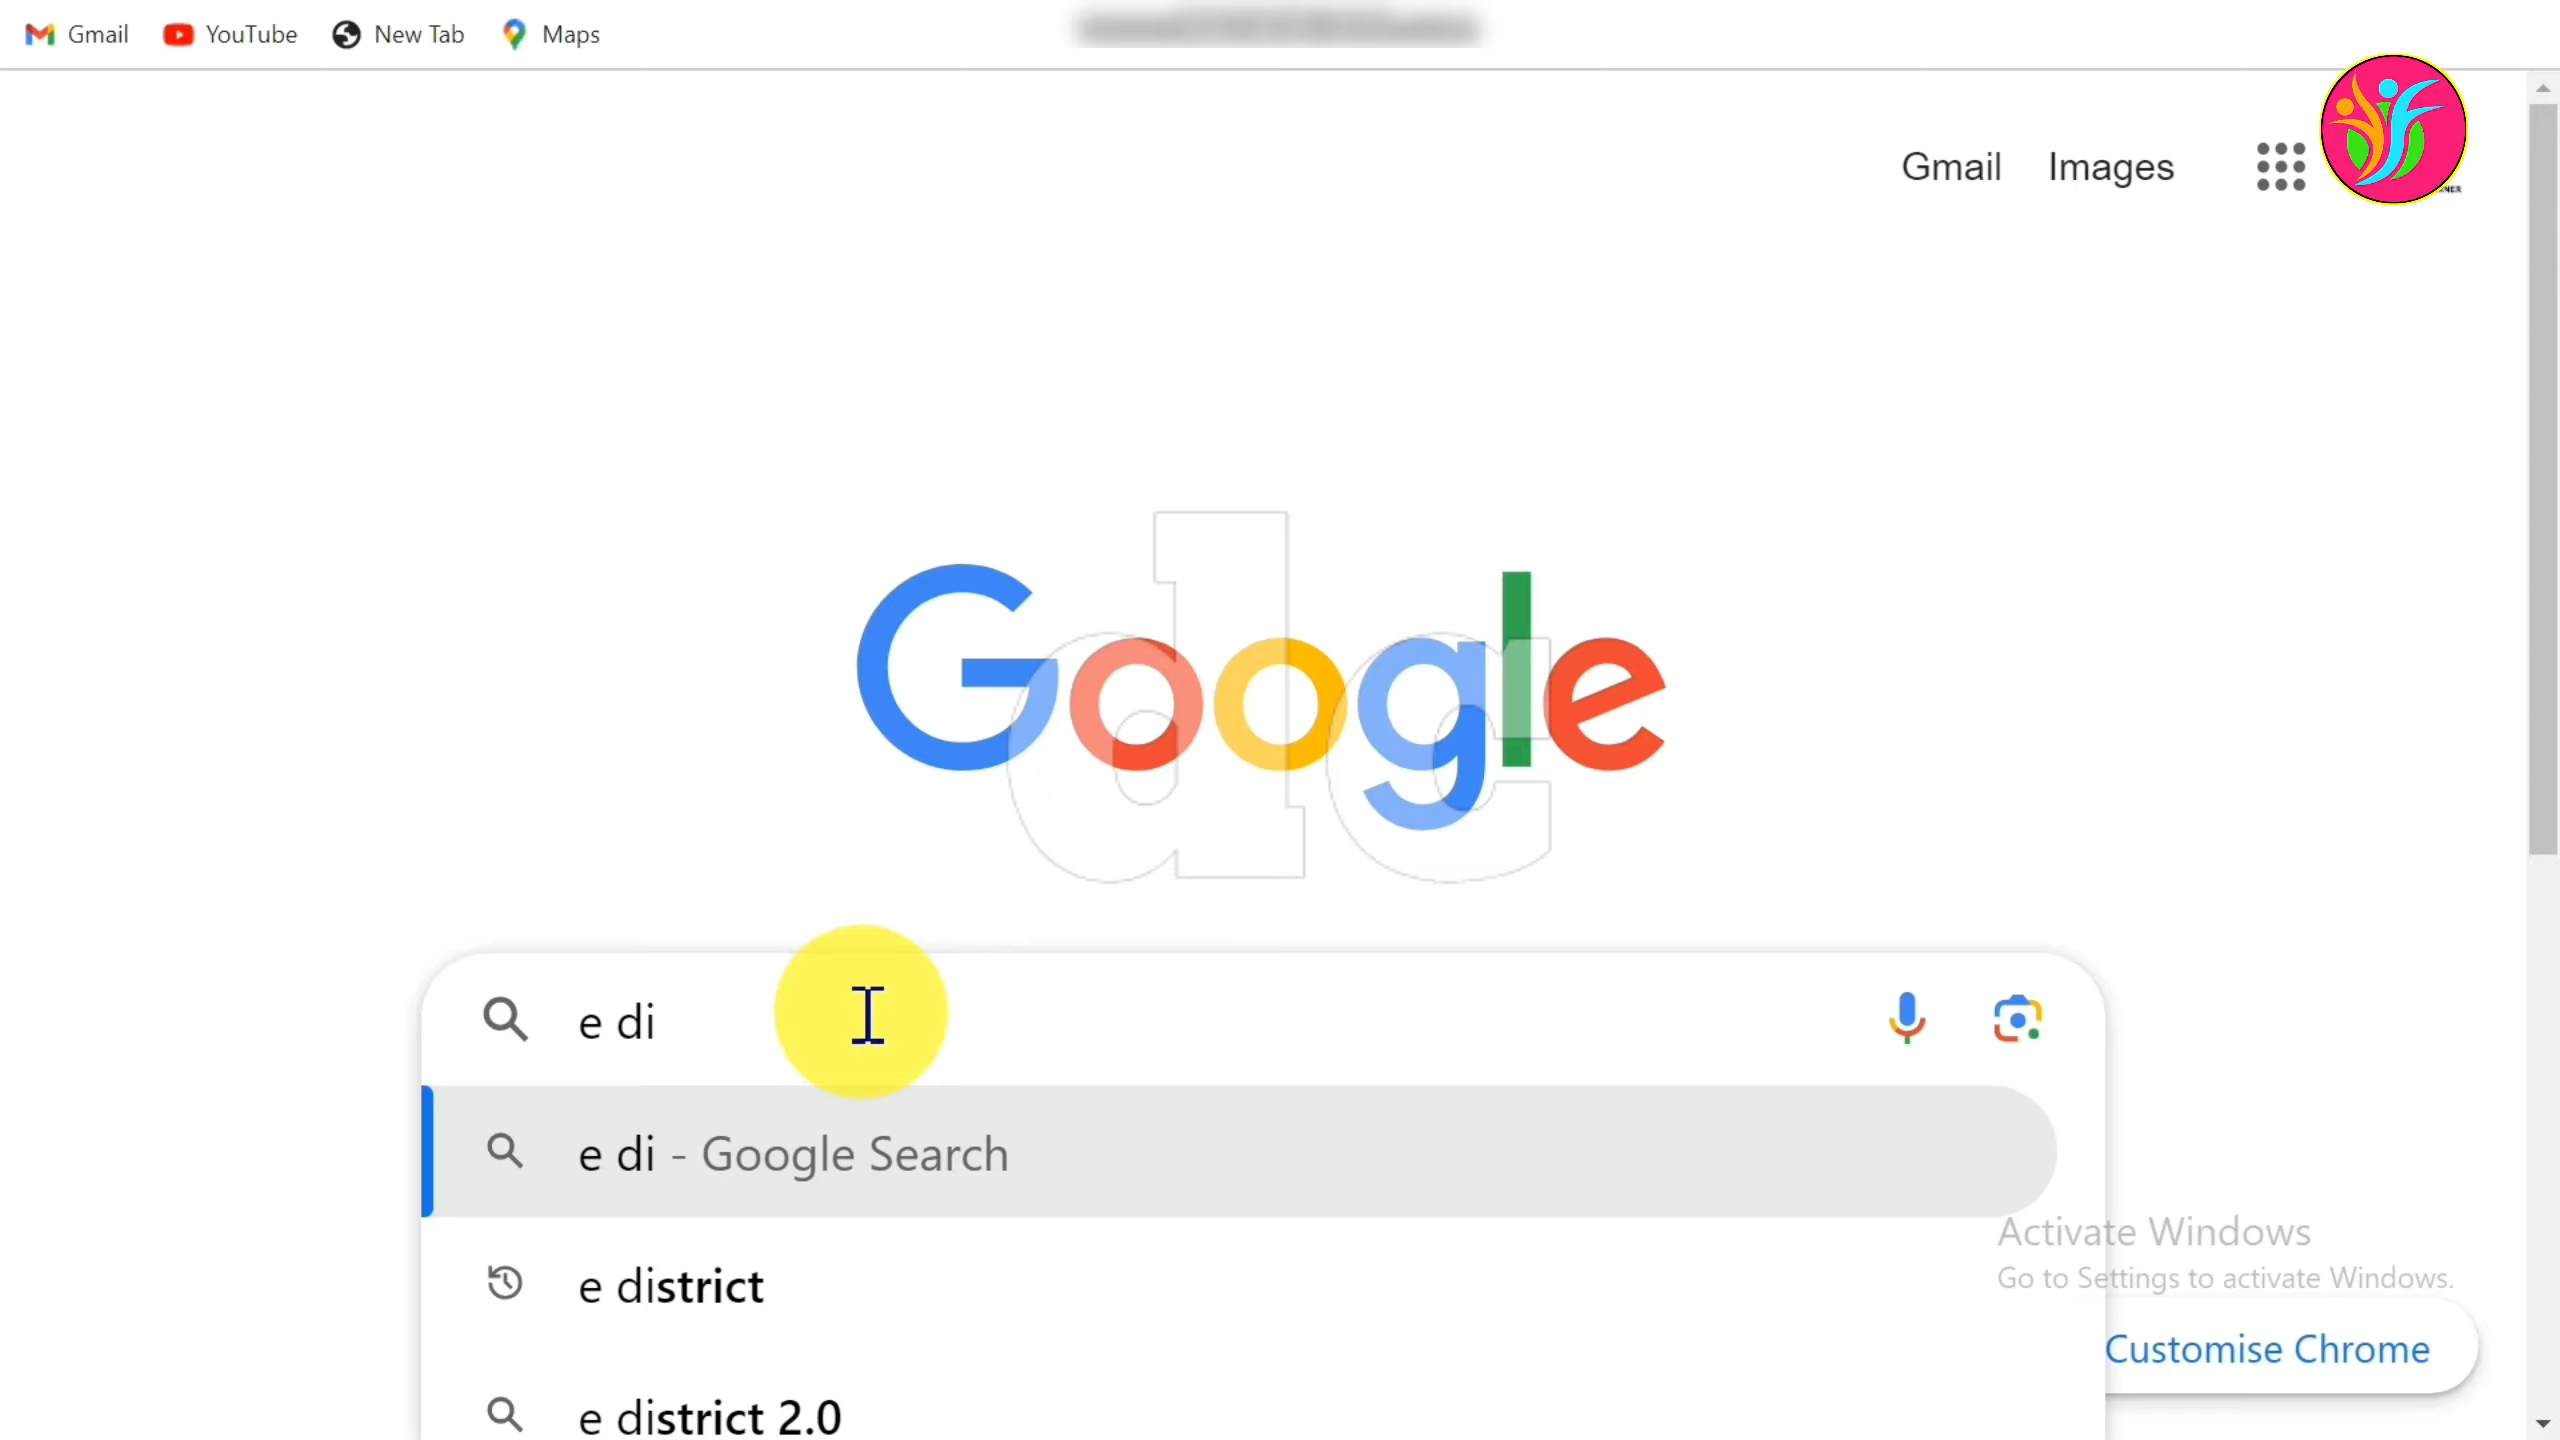 Gmail YouTube New Tab Maps
Gmail Images
Google
dc
e di
e di - Google Search
e district
e district 2.0
Activate Windows
Go to Settings to activate Windows.
Customise Chrome